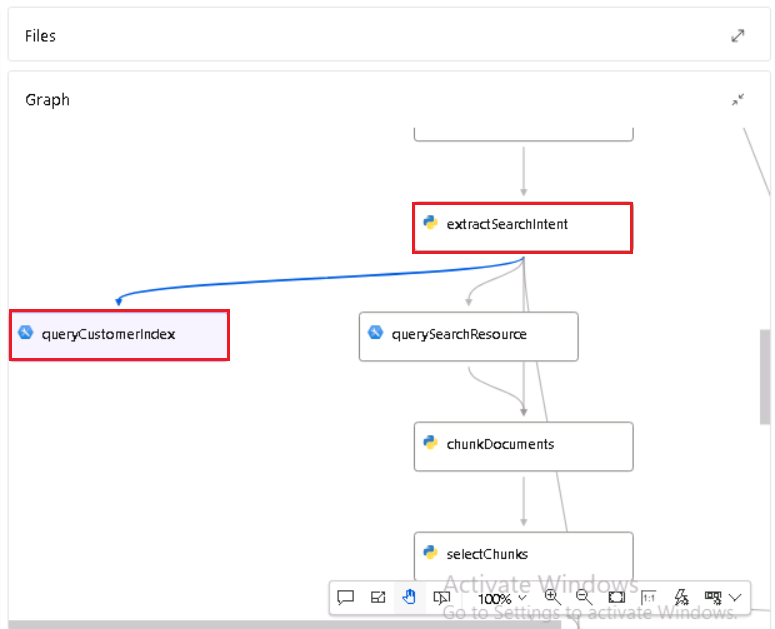 Files
Graph
extractSearchIntent
queryCustomerIndex
querySearchResource
chunkDocuments
selectChunks
Activate Windows
100%
1:1
Go to Settings to activate Windows.